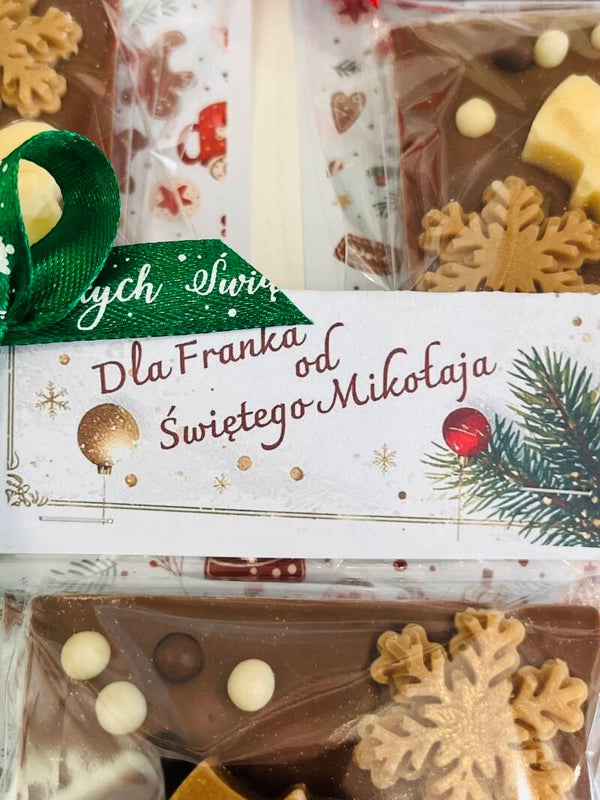 Dla Franka
od
Świętego Mikołaja